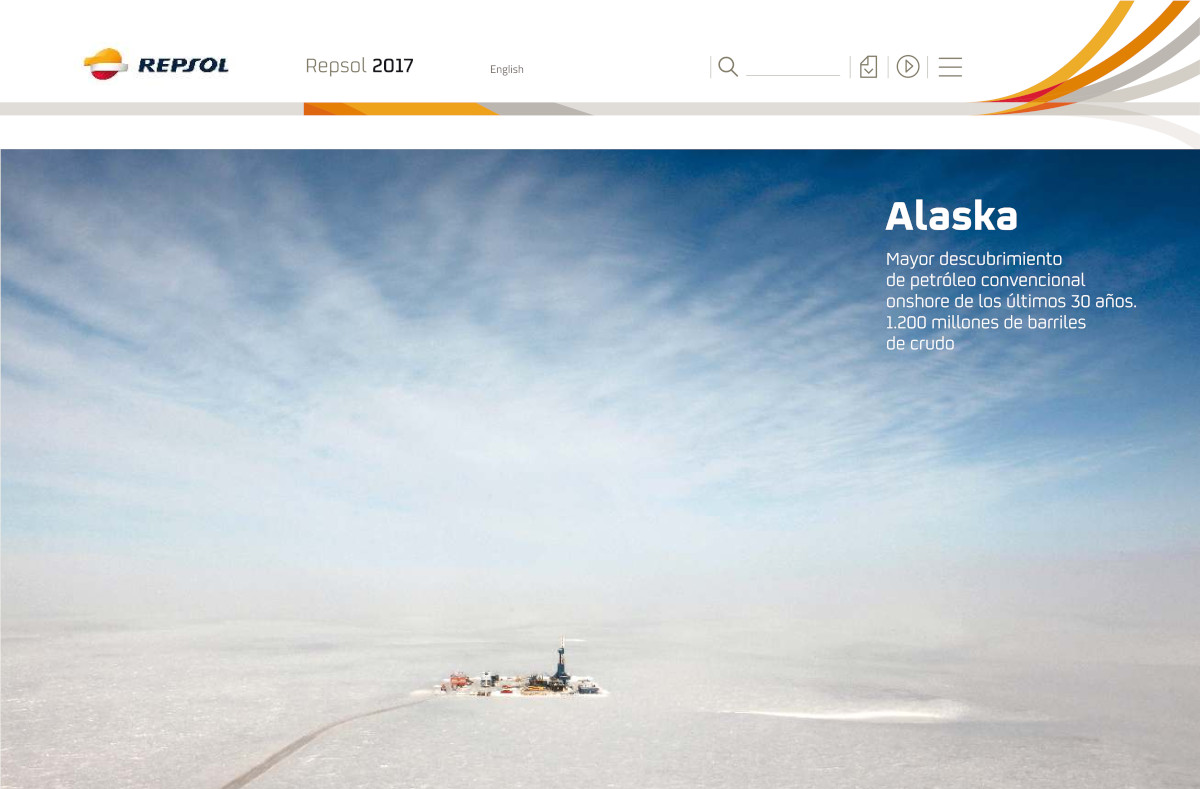 REPSOL
Repsol 2017
English
Alaska
Mayor descubrimiento
de petróleo convencional
onshore de los últimos 30 años.
1.200 millones de barriles
de crudo